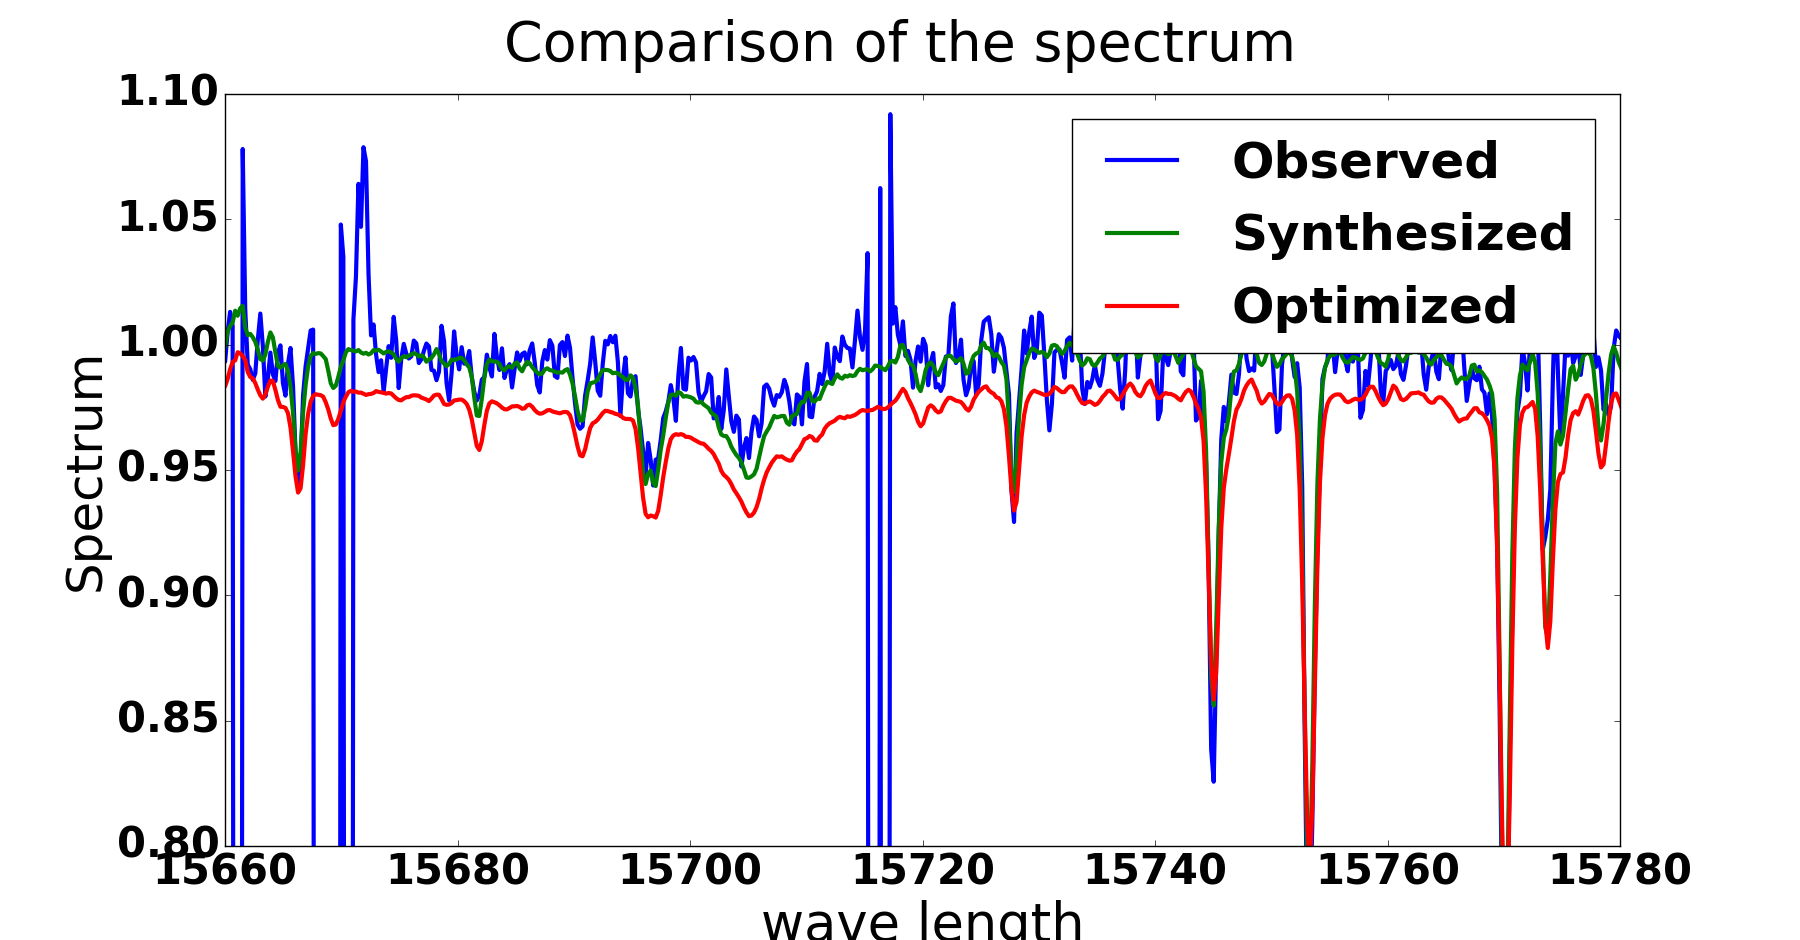 Comparison of the spectrum
1.10
1.05
1.00
0.95
0.90
0.85
0.80
Spectrum
Observed
Synthesized
Optimized
15660 15680 15700 15720 15740 15760 15780
wave length